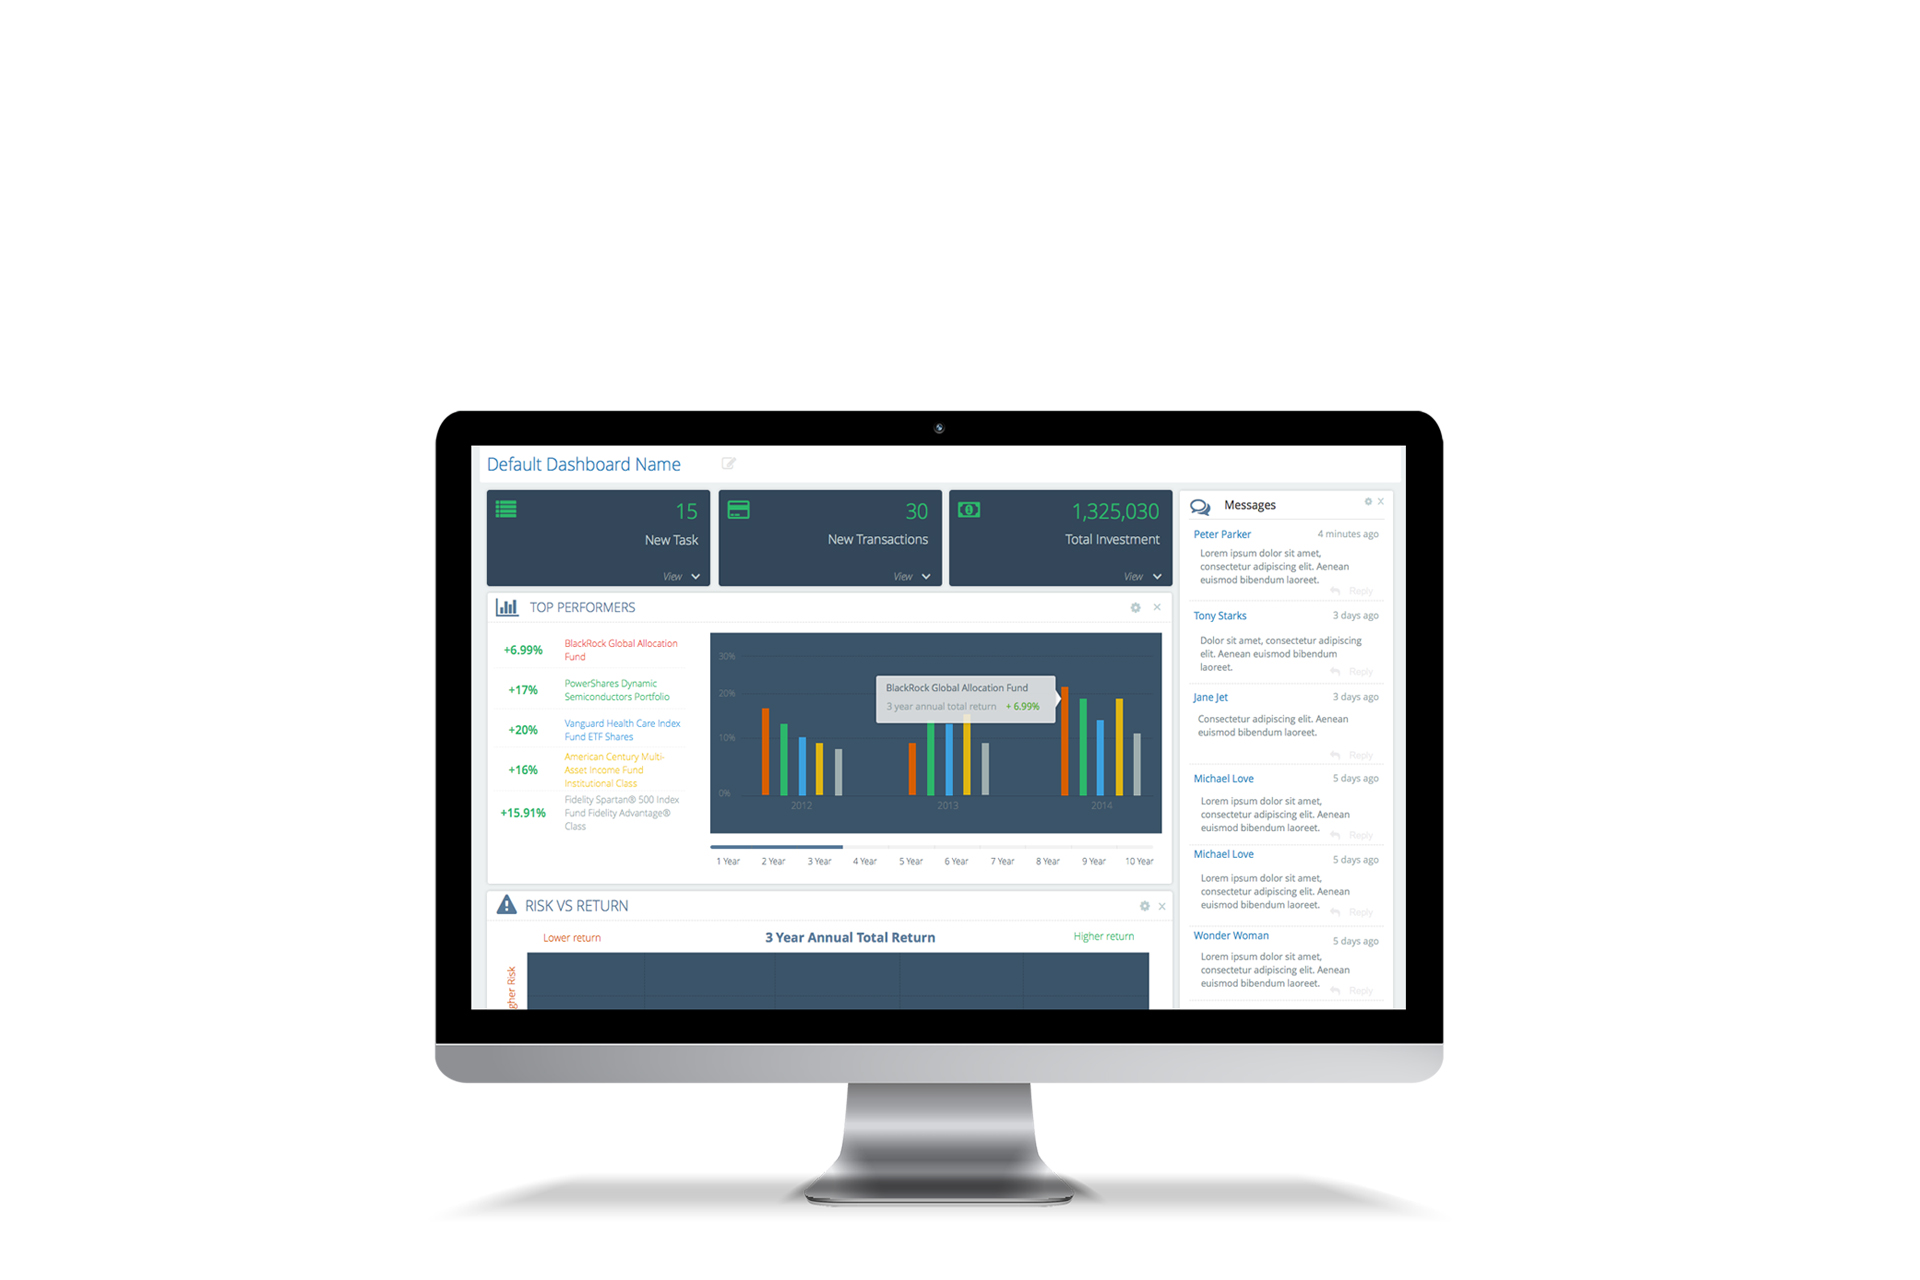 Default Dashboard Name
15
New Task
View
30
New Transactions
View
1,325,030
Total Investment
View
TOP PERFORMERS
+6.99%
BlackRock Global Allocation
Fund
+17%
PowerShares Dynamic
Semiconductors Portfolio
+20%
Vanguard Health Care Index
Fund ETF Shares
+16%
American Century Multi-
Asset Income Fund
Institutional Class
+15.91%
Fidelity Spartan® 500 Index
Fund Fidelity Advantage®
Class
30%
20%
10%
0%
BlackRock Global Allocation Fund
3 year annual total return + 6.99%
2012
2013
2014
1 Year 2 Year 3 Year 4 Year 5 Year 6 Year 7 Year 8 Year 9 Year 10 Year
RISK VS RETURN
Lower return
3 Year Annual Total Return
Higher return
gher Risk
Messages
Peter Parker 4 minutes ago
Lorem ipsum dolor sit amet,
consectetur adipiscing elit. Aenean
euismod bibendum laoreet.
Reply
Tony Starks 3 days ago
Dolor sit amet, consectetur adipiscing
elit. Aenean euismod bibendum
laoreet.
Reply
Jane Jet 3 days ago
Consectetur adipiscing elit. Aenean
euismod bibendum laoreet.
Reply
Michael Love 5 days ago
Lorem ipsum dolor sit amet,
consectetur adipiscing elit. Aenean
euismod bibendum laoreet.
Reply
Michael Love 5 days ago
Lorem ipsum dolor sit amet,
consectetur adipiscing elit. Aenean
euismod bibendum laoreet.
Reply
Wonder Woman 5 days ago
Lorem ipsum dolor sit amet,
consectetur adipiscing elit. Aenean
euismod bibendum laoreet.
Reply